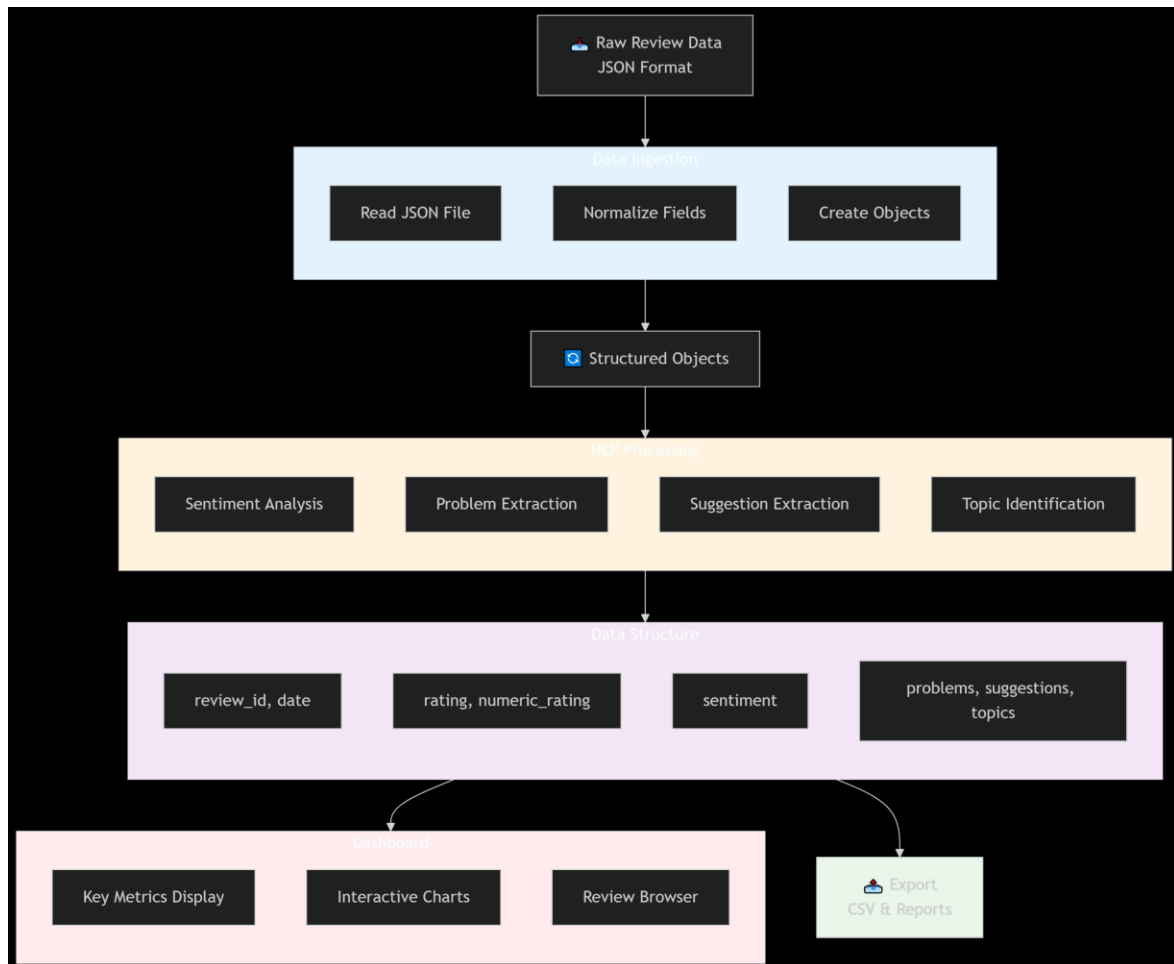 📥 Raw Review Data
JSON Format
Data Ingestion
Read JSON File
Normalize Fields
Create Objects
🔄 Structured Objects
NLP Processing
Sentiment Analysis
Problem Extraction
Suggestion Extraction
Topic Identification
Data Structure
review_id, date
rating, numeric_rating
sentiment
problems, suggestions,
topics
Dashboard
Key Metrics Display
Interactive Charts
Review Browser
📤 Export
CSV & Reports